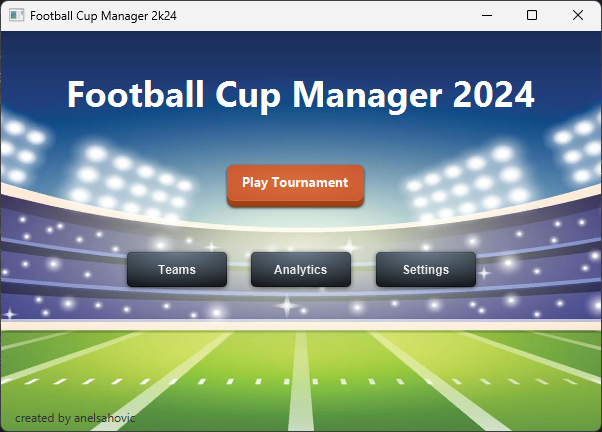 Football Cup Manager 2k24
Football Cup Manager 2024
Play Tournament
Teams Analytics Settings
created by anelsahovic